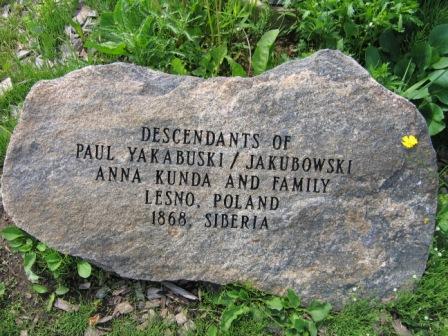 DESCENDANTS OF
PAUL YAKABUSKI / JAKUBOWSKI
ANNA KUNDA AND FAMILY
LESNO, POLAND
1868, SIBERIA